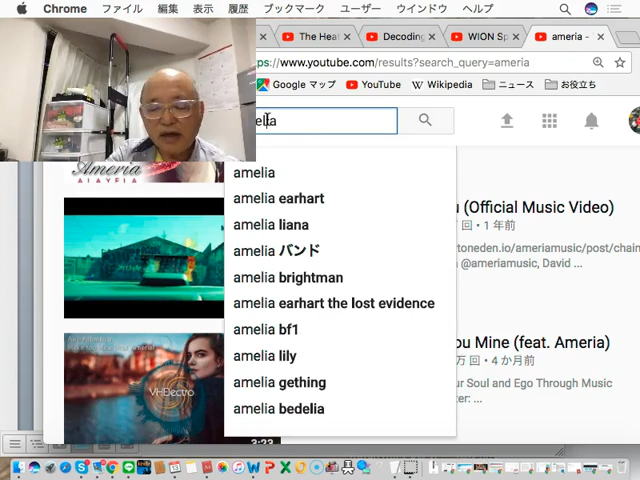 Chrome ファイル 編集 表示 履歴 ブックマーク ユーザー ウインドウ ヘルプ
The Hea
Decoding
WION Sp
ameria -
ps://www.youtube.com/results?search_query=ameria
Google マップ YouTube Wikipedia ニュース お役立ち
elia
amelia
amelia earhart
amelia liana
amelia バンド
amelia brightman
amelia earhart the lost evidence
amelia bf1
amelia lily
amelia gething
amelia bedelia
Ameria
u (Official Music Video)
回・1 年前
toneden.io/ameriamusic/post/chain
@ameriamusic, David ...
VHElectro
3:23
ou Mine (feat. Ameria)
万 回・4 か月前
ur Soul and Ego Through Music
cter: ...